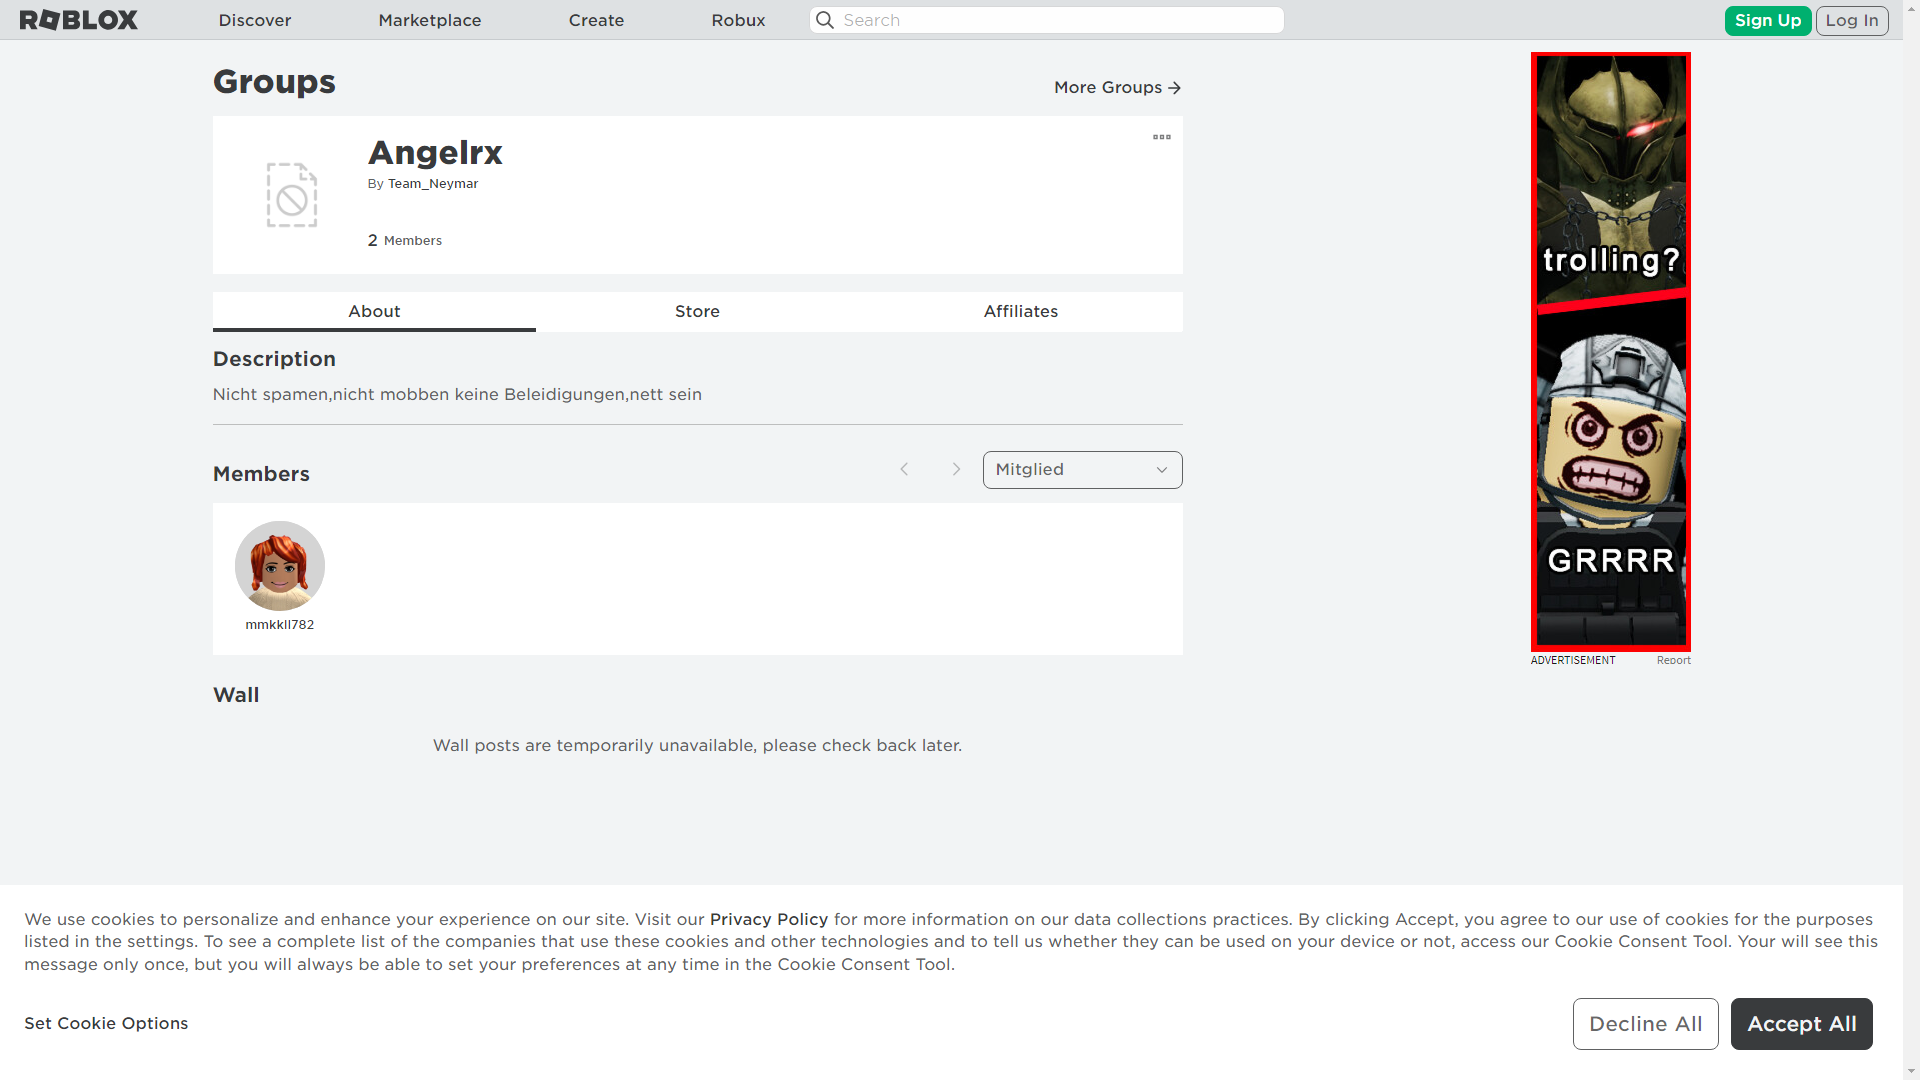 ROBLOX
Discover
Marketplace
Create
Robux
Search
Sign Up
Log In
Groups
More Groups
Angelrx
By Team_Neymar
2 Members
About
Store
Affiliates
Description
Nicht spamen,nicht mobben keine Beleidigungen,nett sein
Members
Mitglied
mmkkll782
Wall
Wall posts are temporarily unavailable, please check back later.
trolling?
GRRRR
ADVERTISEMENT
Report
We use cookies to personalize and enhance your experience on our site. Visit our Privacy Policy for more information on our data collections practices. By clicking Accept, you agree to our use of cookies for the purposes
listed in the settings. To see a complete list of the companies that use these cookies and other technologies and to tell us whether they can be used on your device or not, access our Cookie Consent Tool. Your will see this
message only once, but you will always be able to set your preferences at any time in the Cookie Consent Tool.
Set Cookie Options
Decline All
Accept All